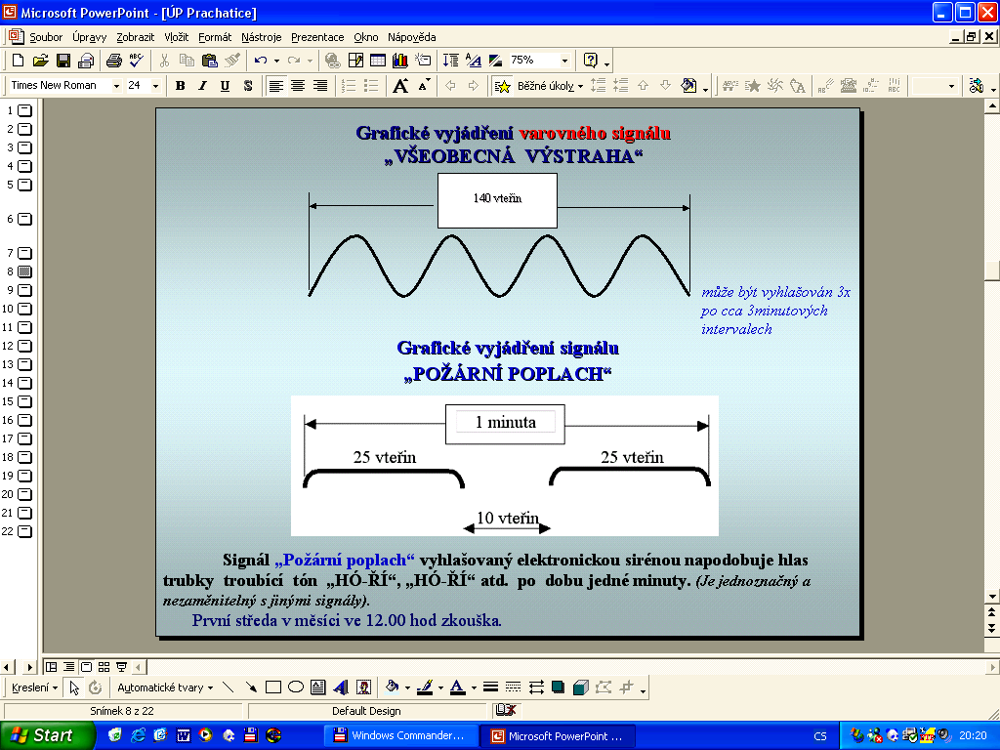 Microsoft PowerPoint - [ÚP Prachatice]
Soubor Úpravy Zobrazit Vložit Formát Nástroje Prezentace Okno Nápověda
75%
Times New Roman 24 B I U S Běžné úkoly
1
2
3
4
5
6
7
8
9
10
11
12
13
14
15
16
17
18
19
20
21
22
Grafické vyjádření varovného signálu
„VŠEOBECNÁ VÝSTRAHA“
140 vteřin
může být vyhlašován 3x
po cca 3minutových
intervalech
Grafické vyjádření signálu
„POŽÁRNÍ POPLACH“
1 minuta
25 vteřin 25 vteřin
10 vteřin
Signál „Požární poplach“ vyhlašovaný elektronickou sirénou napodobuje hlas
trubky troubící tón „HÓ-ŘÍ“, „HÓ-ŘÍ“ atd. po dobu jedné minuty. (Je jednoznačný a
nezaměnitelný s jinými signály).
První středa v měsíci ve 12.00 hod zkouška.
Kreslení Automatické tvary
Snímek 8 z 22 Default Design
Start Windows Commander... Microsoft PowerPoint ... CS 20:20